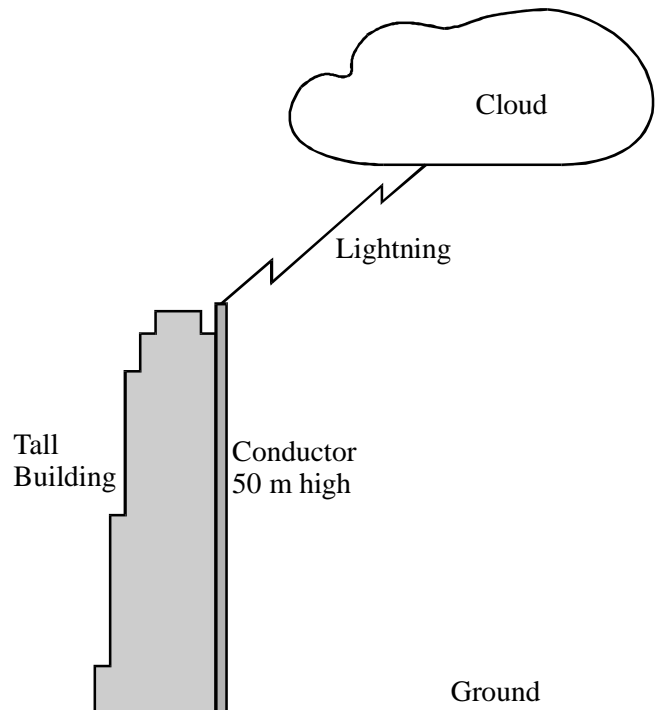 Cloud
Lightning
Tall
Building
Conductor
50 m high
Ground